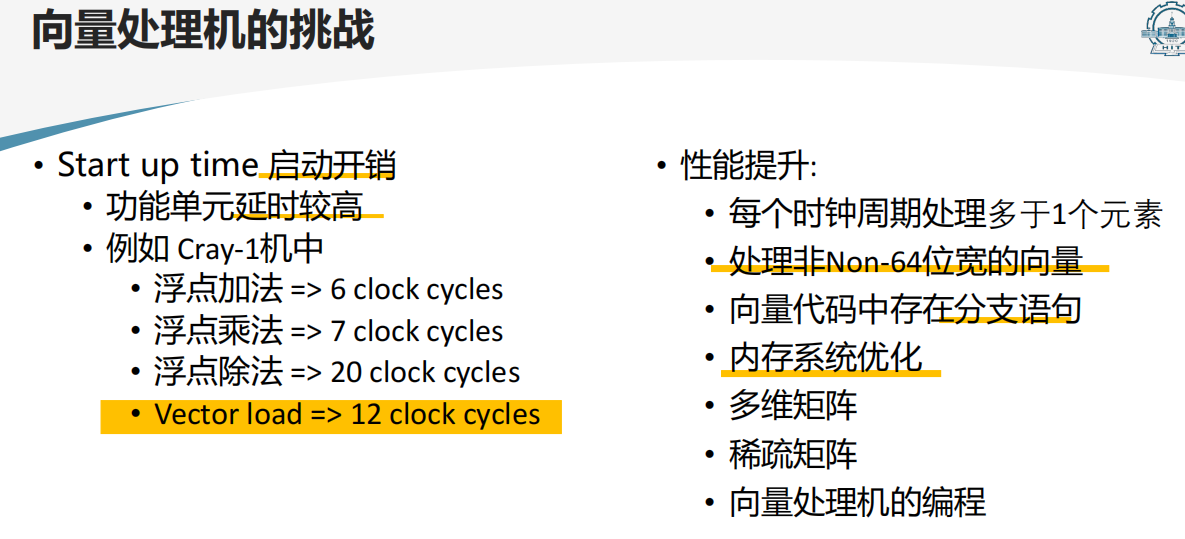 向量处理机的挑战
HIT
• Start up time 启动开销
• 功能单元延时较高
• 例如 Cray-1机中
• 浮点加法 => 6 clock cycles
• 浮点乘法 => 7 clock cycles
• 浮点除法 => 20 clock cycles
• Vector load => 12 clock cycles
• 性能提升:
• 每个时钟周期处理多于1个元素
• 处理非Non-64位宽的向量
• 向量代码中存在分支语句
• 内存系统优化
• 多维矩阵
• 稀疏矩阵
• 向量处理机的编程